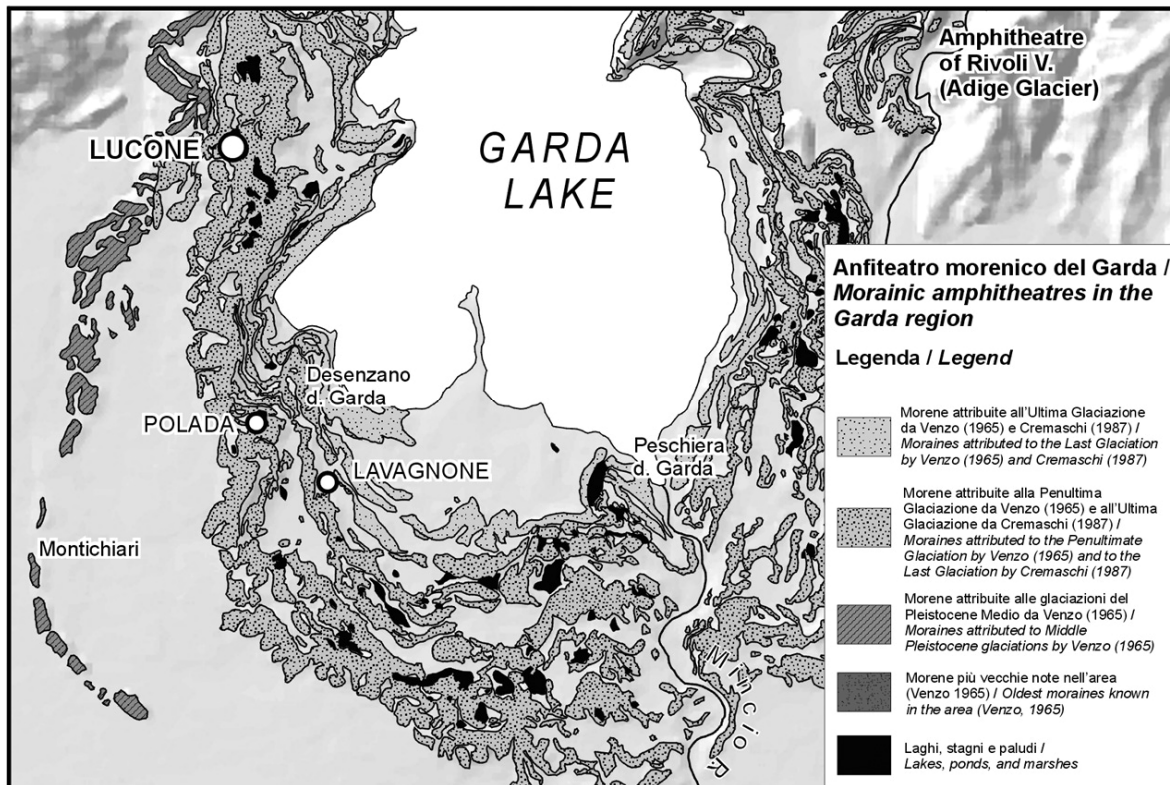 Amphitheatre
of Rivoli V.
(Adige Glacier)
LUCONE
GARDA
LAKE
Desenzano
d. Garda
POLADA
LAVAGNONE
Peschiera
d. Garda
Montichiari
Mincio R.
Anfiteatro morenico del Garda /
Morainic amphitheatres in the
Garda region
Legenda / Legend
Morene attribuite all'Ultima Glaciazione
da Venzo (1965) e Cremaschi (1987) /
Moraines attributed to the Last Glaciation
by Venzo (1965) and Cremaschi (1987)
Morene attribuite alla Penultima
Glaciazione da Venzo (1965) e all'Ultima
Glaciazione da Cremaschi (1987) /
Moraines attributed to the Penultimate
Glaciation by Venzo (1965) and to the
Last Glaciation by Cremaschi (1987)
Morene attribuite alle glaciazioni del
Pleistocene Medio da Venzo (1965) /
Moraines attributed to Middle
Pleistocene glaciations by Venzo (1965)
Morene più vecchie note nell'area
(Venzo 1965) / Oldest moraines known
in the area (Venzo, 1965)
Laghi, stagni e paludi /
Lakes, ponds, and marshes